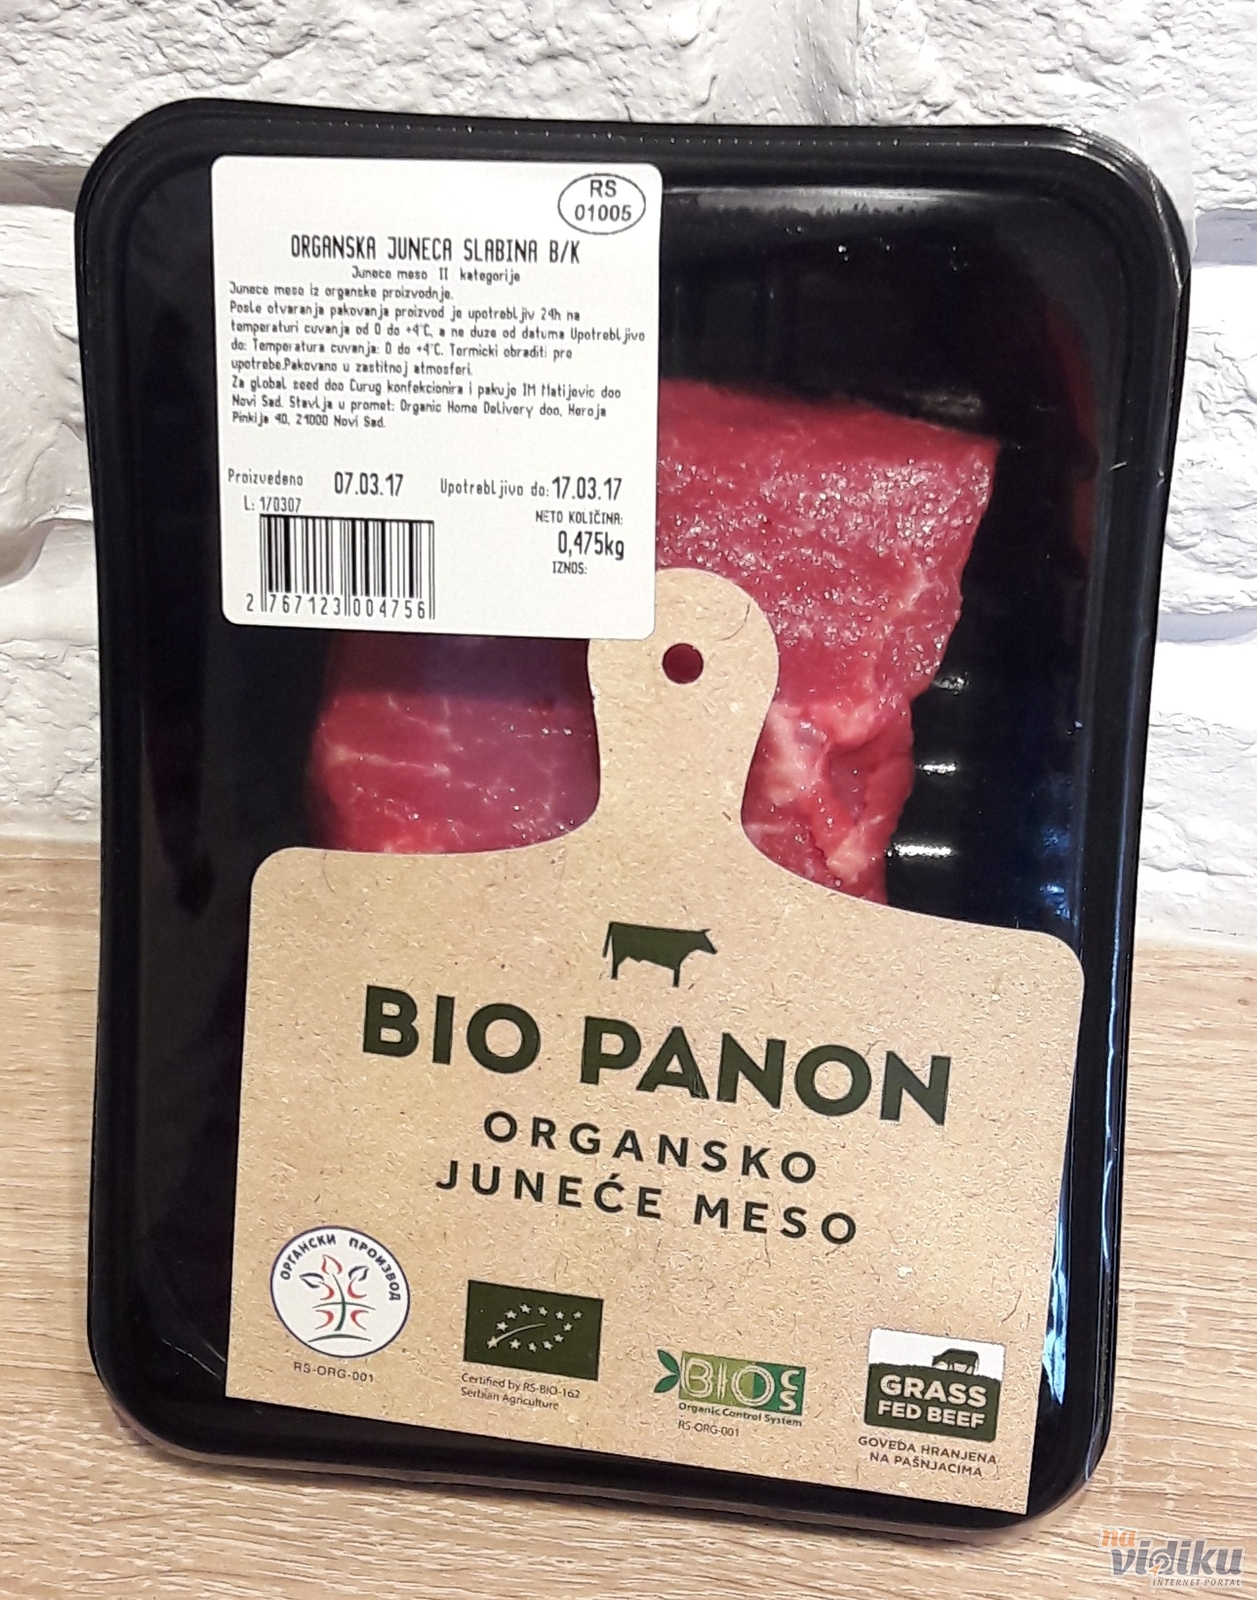 RS
01005
ORGANSKA JUNECA SLABINA B/K
Junece meso II kategorije
Junece meso iz organske proizvodnje.
Posle otvaranja pakovanja proizvod je upotrebljiv 24h na
temperaturi cuvanja od 0 do +4°C, a ne duze od datuma Upotrebljivo
do: Temperatura cuvanja: 0 do +4°C. Termicki obraditi pre
upotrebe.Pakovano u zastitnoj atmosferi.
Za global seed doo Curug konfekcionira i pakuje IM Matijevic doo
Novi Sad. Stavlja u promet: Organic Home Delivery doo, Heroja
Pinkija 40, 21000 Novi Sad.
Proizvedeno 07.03.17 Upotrebljivo do: 17.03.17
L: 170307
NETO KOLIČINA:
0,475kg
IZNOS:
2 767123 004756
BIO PANON
ORGANSKO
JUNEĆE MESO
ОРГАНСКИ ПРОИЗВОД
RS-ORG-001
Certified by RS-BIO-162
Serbian Agriculture
BIO CS
Organic Control System
RS-ORG-001
GRASS
FED BEEF
GOVEDA HRANJENA
NA PAŠNJACIMA
na
vidiku
INTERNET PORTAL